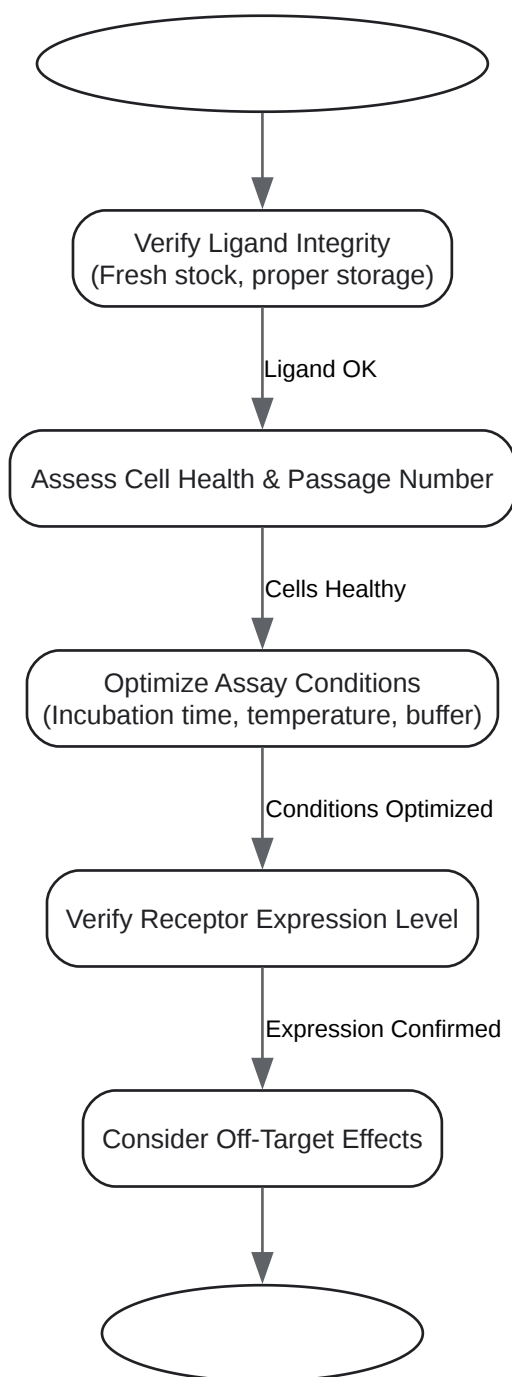 Verify Ligand Integrity
(Fresh stock, proper storage)
Ligand OK
Assess Cell Health & Passage Number
Cells Healthy
Optimize Assay Conditions
(Incubation time, temperature, buffer)
Conditions Optimized
Verify Receptor Expression Level
Expression Confirmed
Consider Off-Target Effects